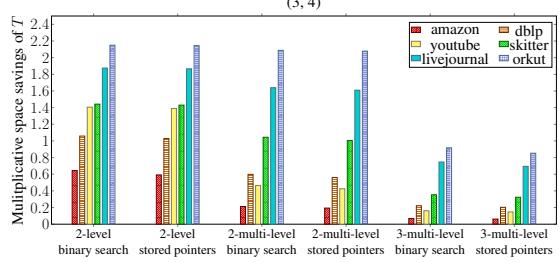 (3, 4)
Mulitplicative space savings of T
2.4
2.2
2
1.8
1.6
1.4
1.2
1
0.8
0.6
0.4
0.2
0
amazon dblp
youtube skitter
livejournal orkut
2-level 2-level 2-multi-level 2-multi-level 3-multi-level 3-multi-level
binary search stored pointers binary search stored pointers binary search stored pointers